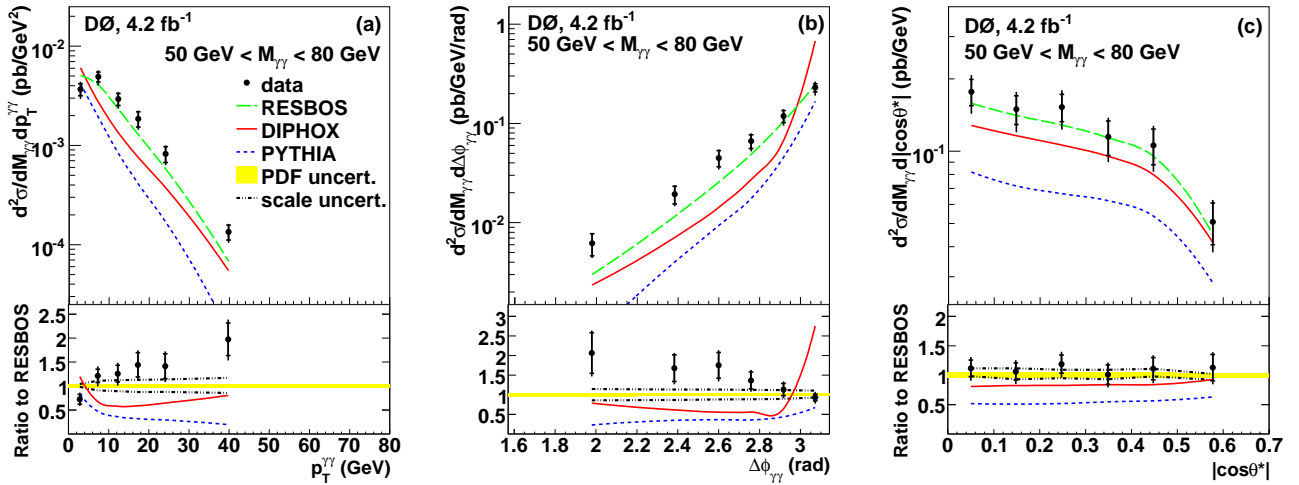 (a)
DØ, 4.2 fb⁻¹
50 GeV < Mγγ < 80 GeV
data
RESBOS
DIPHOX
PYTHIA
PDF uncert.
scale uncert.
d²σ/dMγγdpTγγ (pb/GeV²)
10⁻²
10⁻³
10⁻⁴
Ratio to RESBOS
2.5
2
1.5
1
0.5
0 10 20 30 40 50 60 70 80
pTγγ (GeV)
(b)
DØ, 4.2 fb⁻¹
50 GeV < Mγγ < 80 GeV
d²σ/dMγγdΔϕγγ (pb/GeV/rad)
1
10⁻¹
10⁻²
Ratio to RESBOS
3
2.5
2
1.5
1
0.5
1.6 1.8 2 2.2 2.4 2.6 2.8 3
Δϕγγ (rad)
(c)
DØ, 4.2 fb⁻¹
50 GeV < Mγγ < 80 GeV
d²σ/dMγγd|cosθ*| (pb/GeV)
10⁻¹
Ratio to RESBOS
2
1.5
1
0.5
0 0.1 0.2 0.3 0.4 0.5 0.6 0.7
|cosθ*|